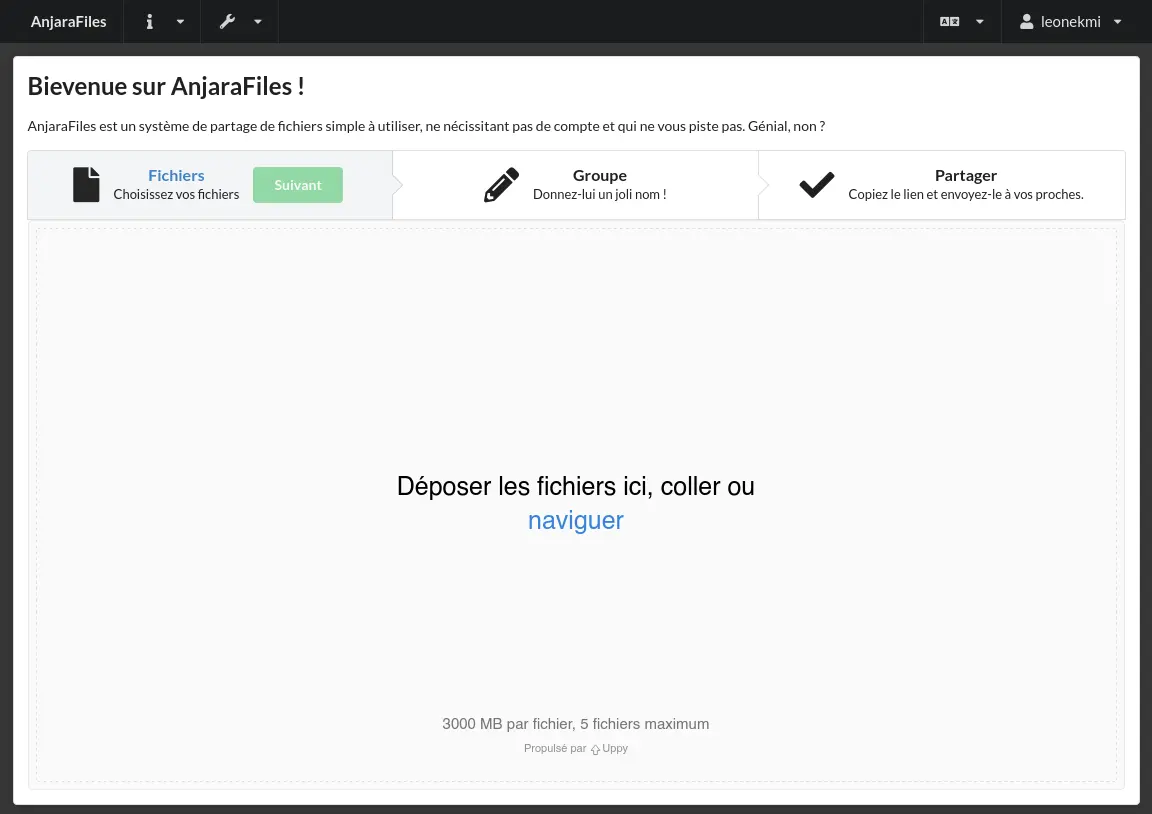 AnjaraFiles
leonekmi
Bievenue sur AnjaraFiles !
AnjaraFiles est un système de partage de fichiers simple à utiliser, ne nécissitant pas de compte et qui ne vous piste pas. Génial, non ?
Fichiers
Choisissez vos fichiers
Suivant
Groupe
Donnez-lui un joli nom !
Partager
Copiez le lien et envoyez-le à vos proches.
Déposer les fichiers ici, coller ou
naviguer
3000 MB par fichier, 5 fichiers maximum
Propulsé par Uppy